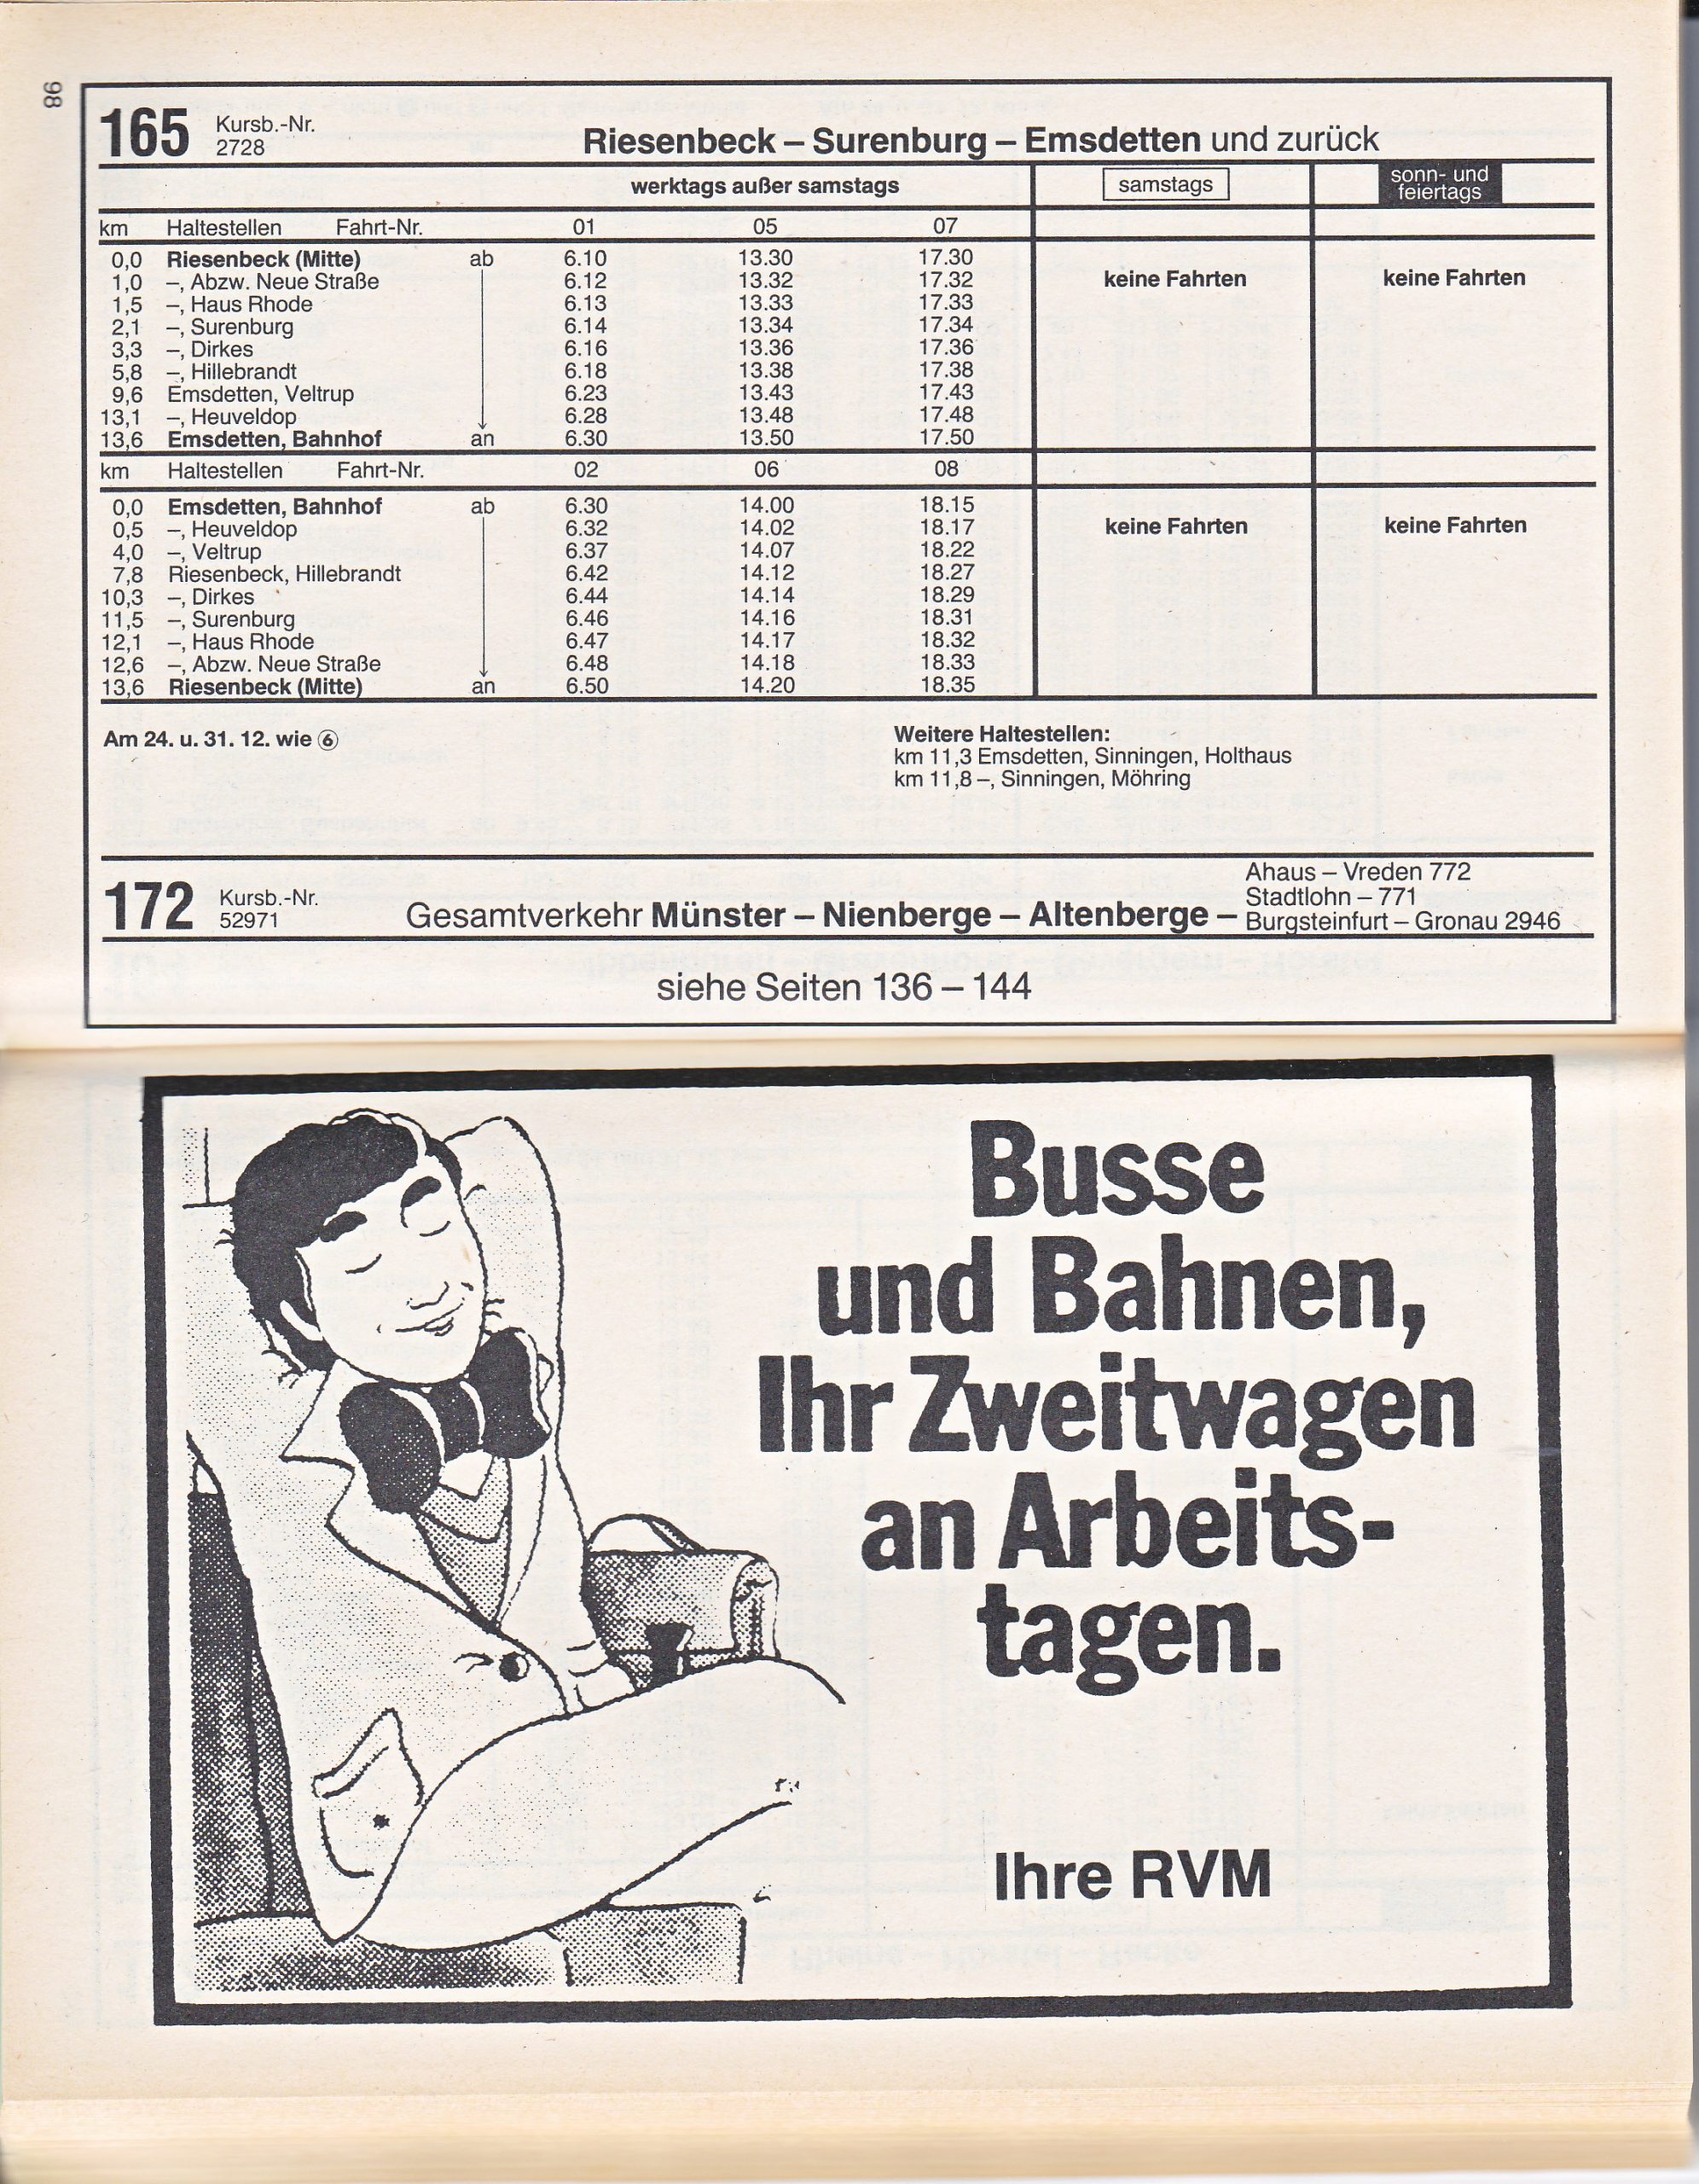 98
165 Kursb.-Nr. 2728 Riesenbeck – Surenburg – Emsdetten und zurück
werktags außer samstags samstags sonn- und feiertags
km Haltestellen Fahrt-Nr. 01 05 07
0,0 Riesenbeck (Mitte) ab 6.10 13.30 17.30
1,0 –, Abzw. Neue Straße 6.12 13.32 17.32 keine Fahrten keine Fahrten
1,5 –, Haus Rhode 6.13 13.33 17.33
2,1 –, Surenburg 6.14 13.34 17.34
3,3 –, Dirkes 6.16 13.36 17.36
5,8 –, Hillebrandt 6.18 13.38 17.38
9,6 Emsdetten, Veltrup 6.23 13.43 17.43
13,1 –, Heuveldop 6.28 13.48 17.48
13,6 Emsdetten, Bahnhof an 6.30 13.50 17.50
km Haltestellen Fahrt-Nr. 02 06 08
0,0 Emsdetten, Bahnhof ab 6.30 14.00 18.15
0,5 –, Heuveldop 6.32 14.02 18.17 keine Fahrten keine Fahrten
4,0 –, Veltrup 6.37 14.07 18.22
7,8 Riesenbeck, Hillebrandt 6.42 14.12 18.27
10,3 –, Dirkes 6.44 14.14 18.29
11,5 –, Surenburg 6.46 14.16 18.31
12,1 –, Haus Rhode 6.47 14.17 18.32
12,6 –, Abzw. Neue Straße 6.48 14.18 18.33
13,6 Riesenbeck (Mitte) an 6.50 14.20 18.35
Am 24. u. 31. 12. wie ⑥
Weitere Haltestellen:
km 11,3 Emsdetten, Sinningen, Holthaus
km 11,8 –, Sinningen, Möhring
172 Kursb.-Nr. 52971 Gesamtverkehr Münster – Nienberge – Altenberge –
Ahaus – Vreden 772
Stadtlohn – 771
Burgsteinfurt – Gronau 2946
siehe Seiten 136 – 144
Busse
und Bahnen,
Ihr Zweitwagen
an Arbeits-
tagen.
Ihre RVM